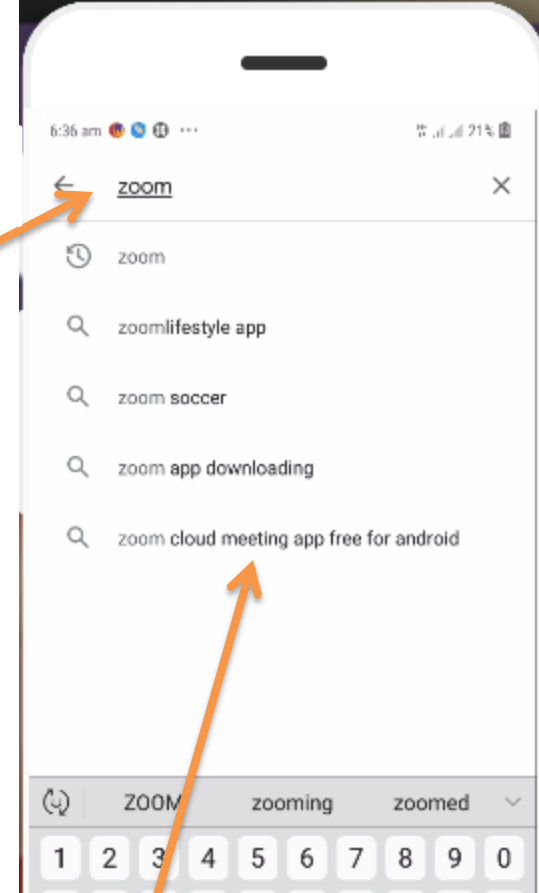 6:36 am ... 21%
zoom
zoom
zoomlifestyle app
zoom soccer
zoom app downloading
zoom cloud meeting app free for android
ZOOM zooming zoomed
1 2 3 4 5 6 7 8 9 0